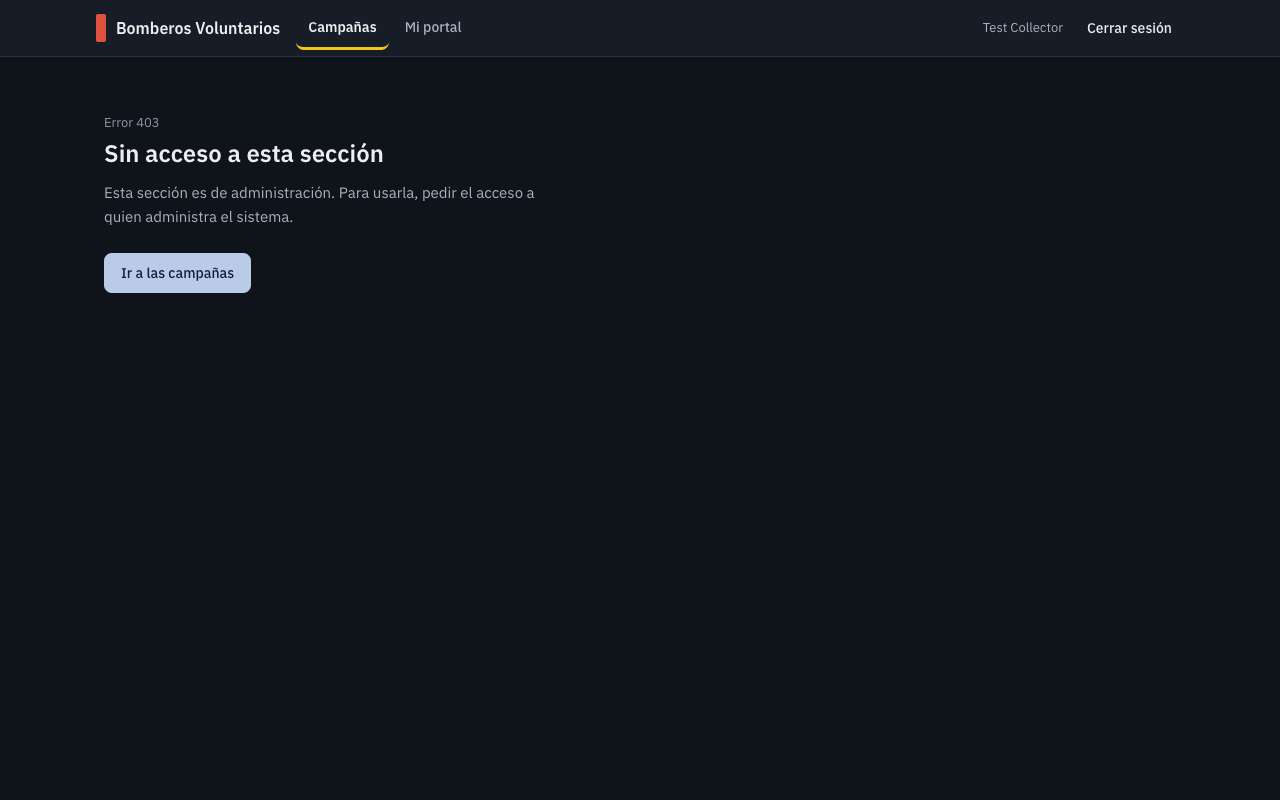 Bomberos Voluntarios
Campañas
Mi portal
Test Collector
Cerrar sesión
Error 403
Sin acceso a esta sección
Esta sección es de administración. Para usarla, pedir el acceso a
quien administra el sistema.
Ir a las campañas